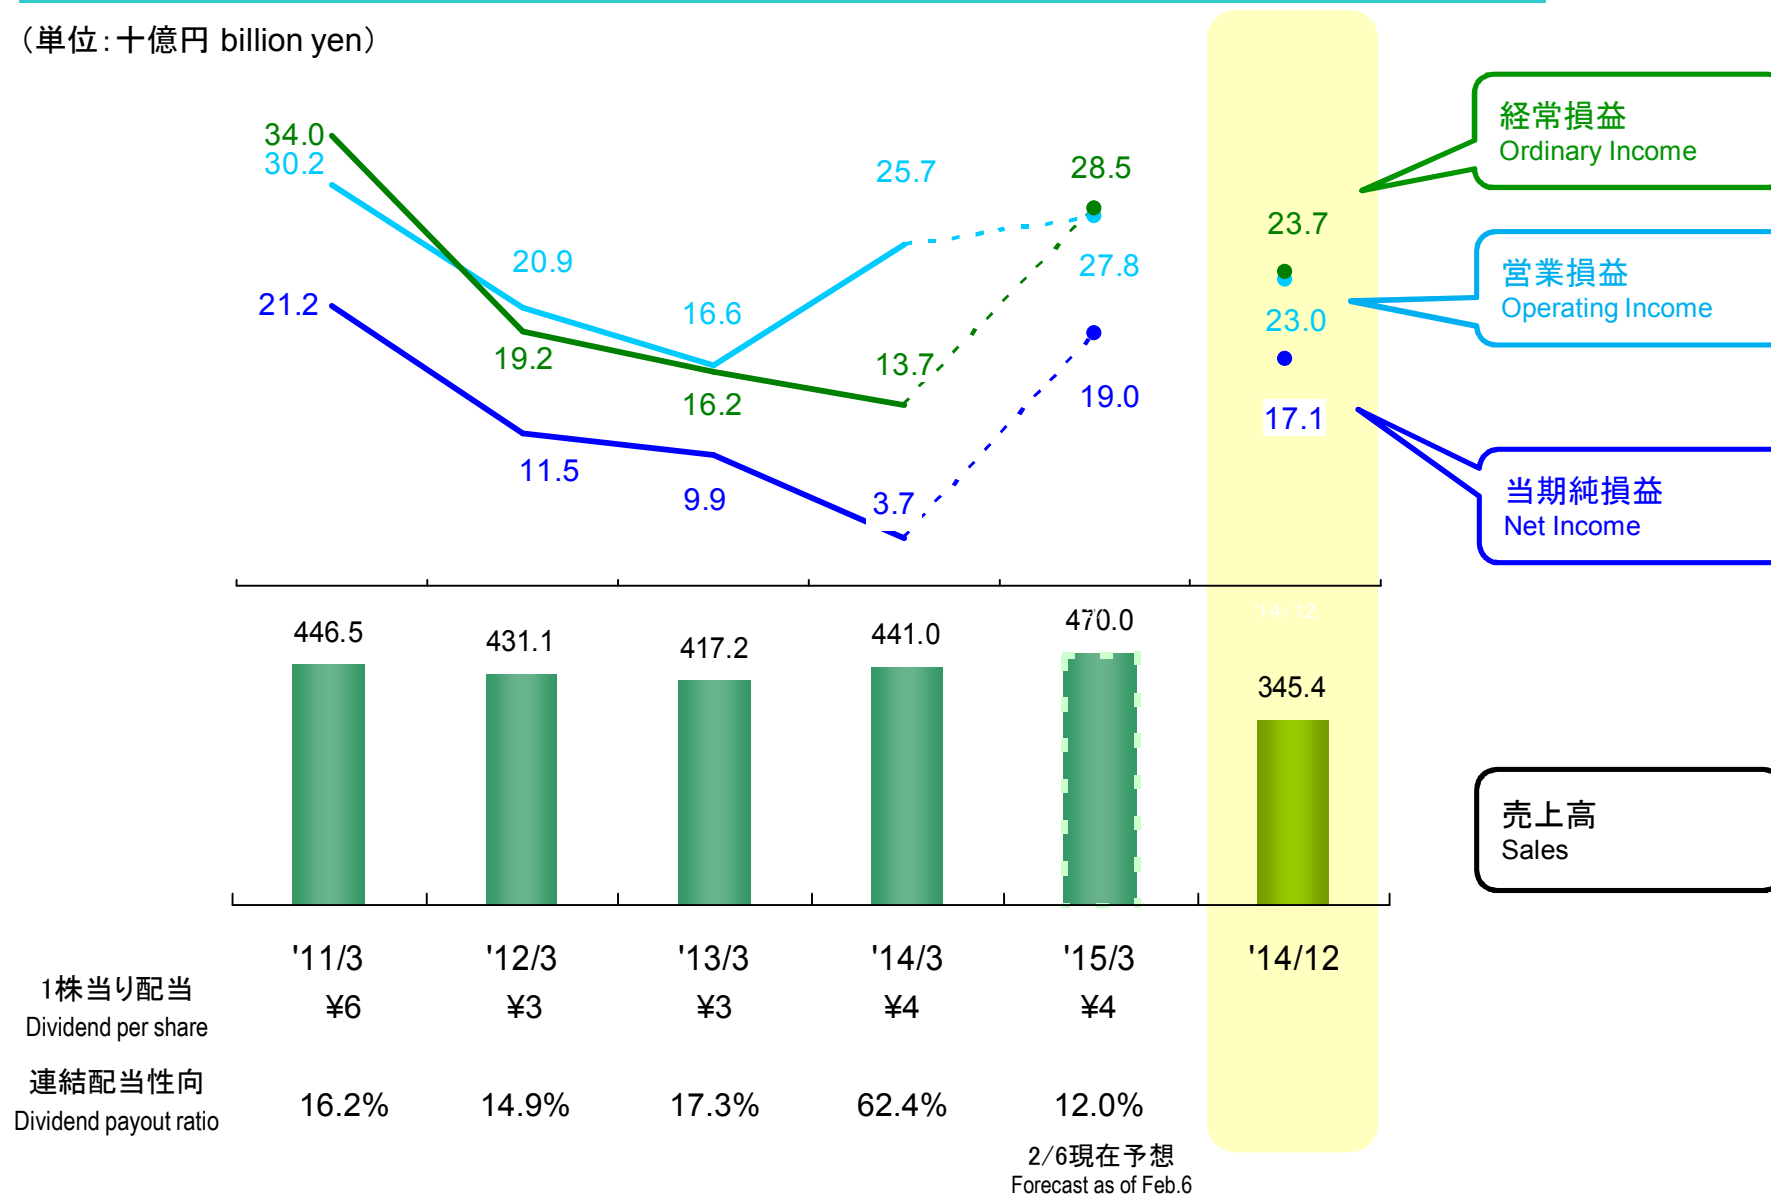 （単位：十億円 billion yen）
34.0
30.2
21.2
20.9
19.2
11.5
16.6
16.2
9.9
25.7
13.7
3.7
28.5
27.8
19.0
23.7
23.0
17.1
経常損益
Ordinary Income
営業損益
Operating Income
当期純損益
Net Income
446.5
431.1
417.2
441.0
470.0
'14/12
345.4
売上高
Sales
'11/3 '12/3 '13/3 '14/3 '15/3 '14/12
1株当り配当
Dividend per share
¥6 ¥3 ¥3 ¥4 ¥4
連結配当性向
Dividend payout ratio
16.2% 14.9% 17.3% 62.4% 12.0%
2/6現在予想
Forecast as of Feb.6